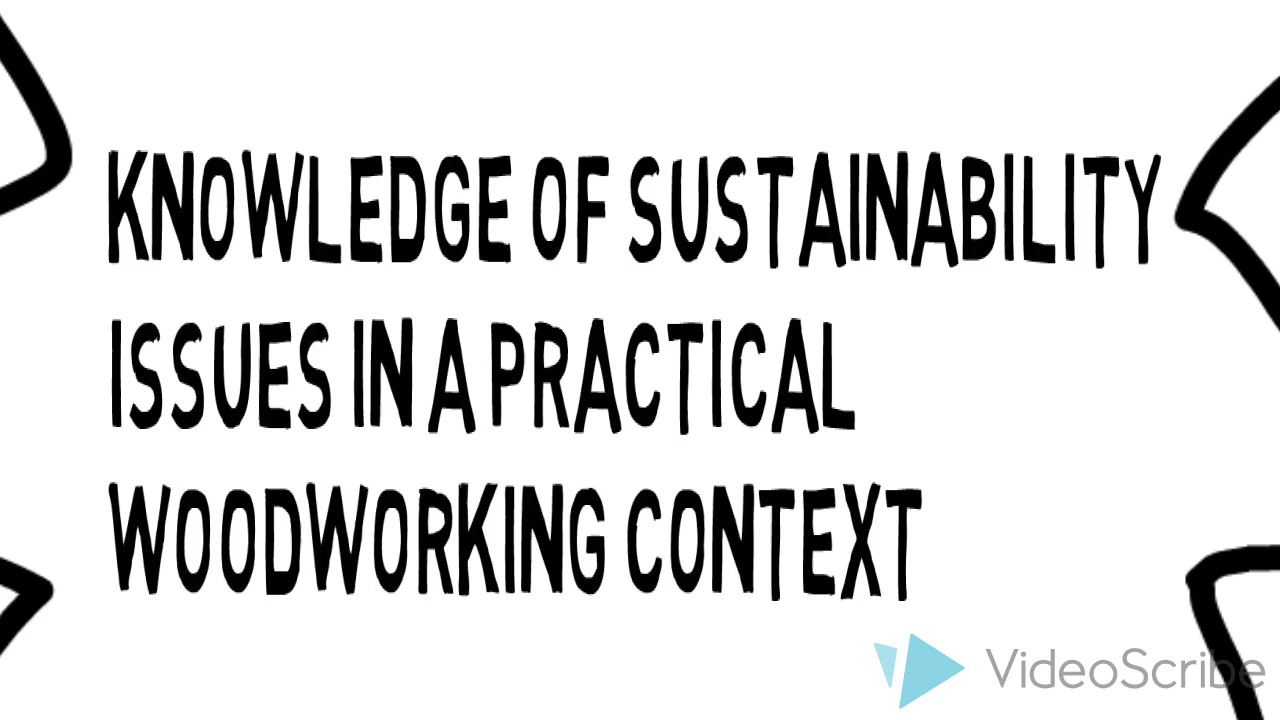 KNOWLEDGE OF SUSTAINABILITY
ISSUES IN A PRACTICAL
WOODWORKING CONTEXT
VideoScribe